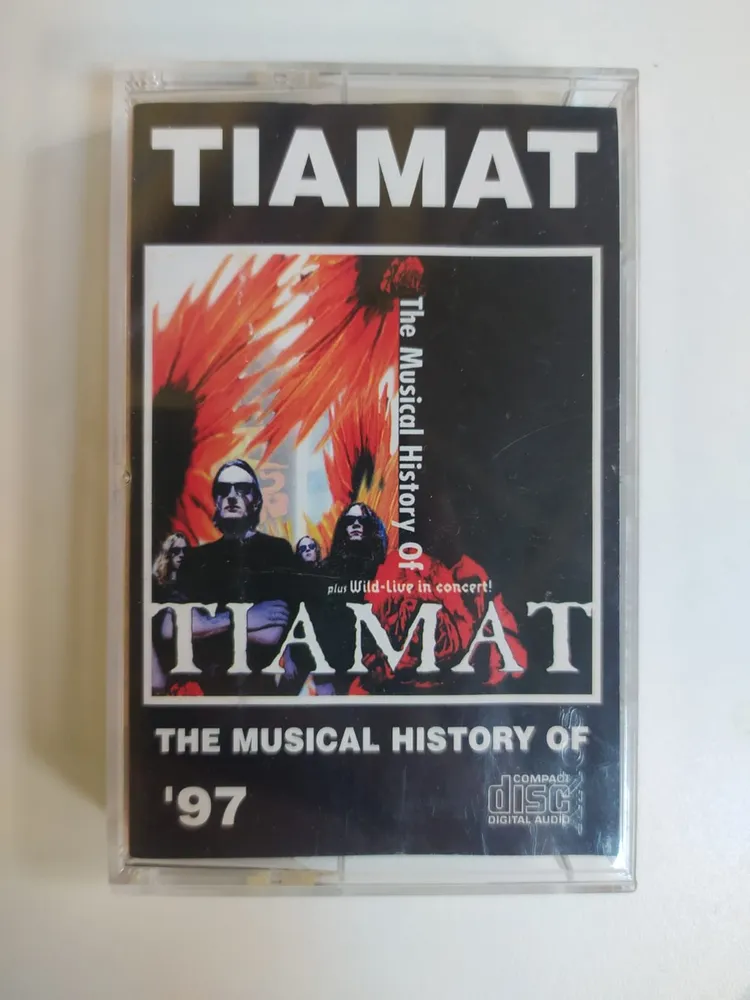 TIAMAT
The Musical History Of
plus Wild-Live in concert!
TIAMAT
THE MUSICAL HISTORY OF
'97
COMPACT
disc
DIGITAL AUDIO